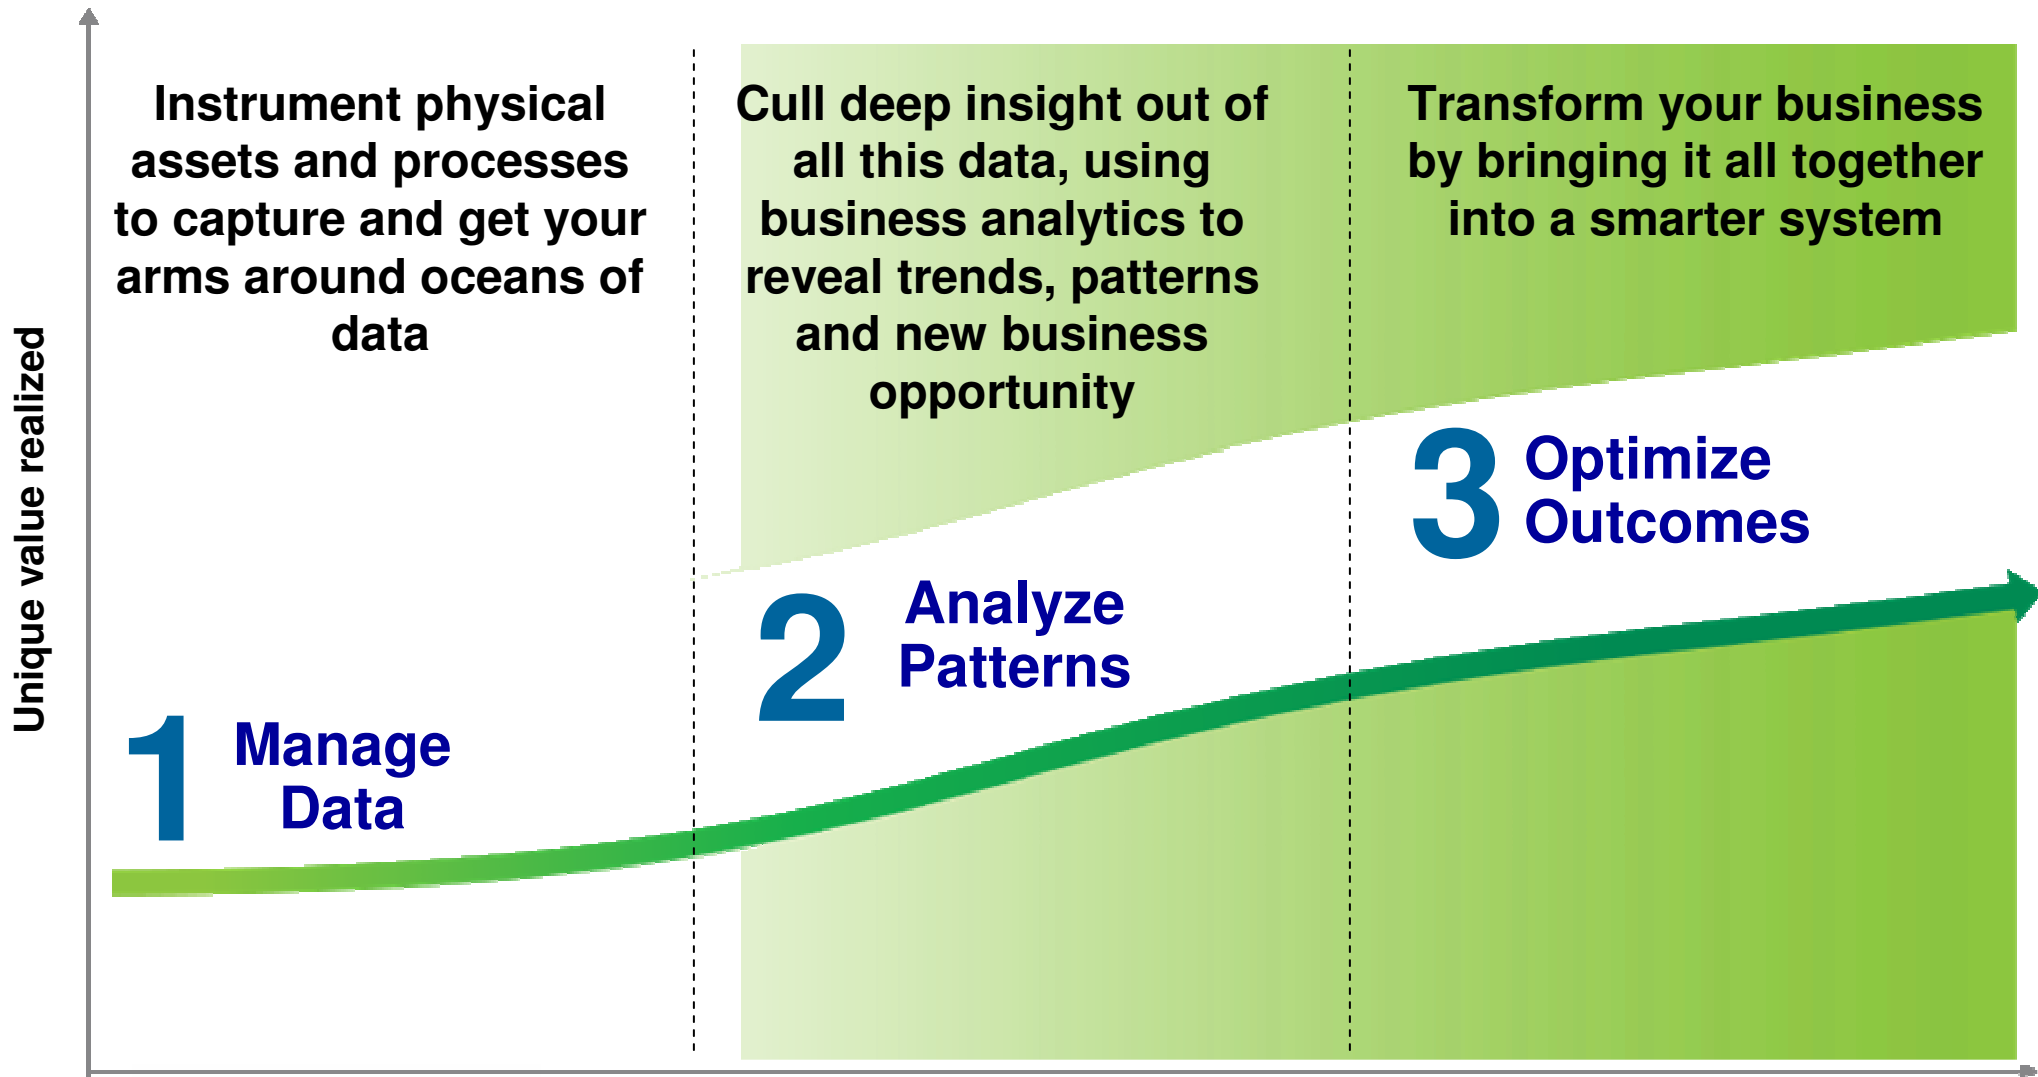 Instrument physical
assets and processes
to capture and get your
arms around oceans of
data
Cull deep insight out of
all this data, using
business analytics to
reveal trends, patterns
and new business
opportunity
Transform your business
by bringing it all together
into a smarter system
Unique value realized
1
Manage
Data
2
Analyze
Patterns
3
Optimize
Outcomes